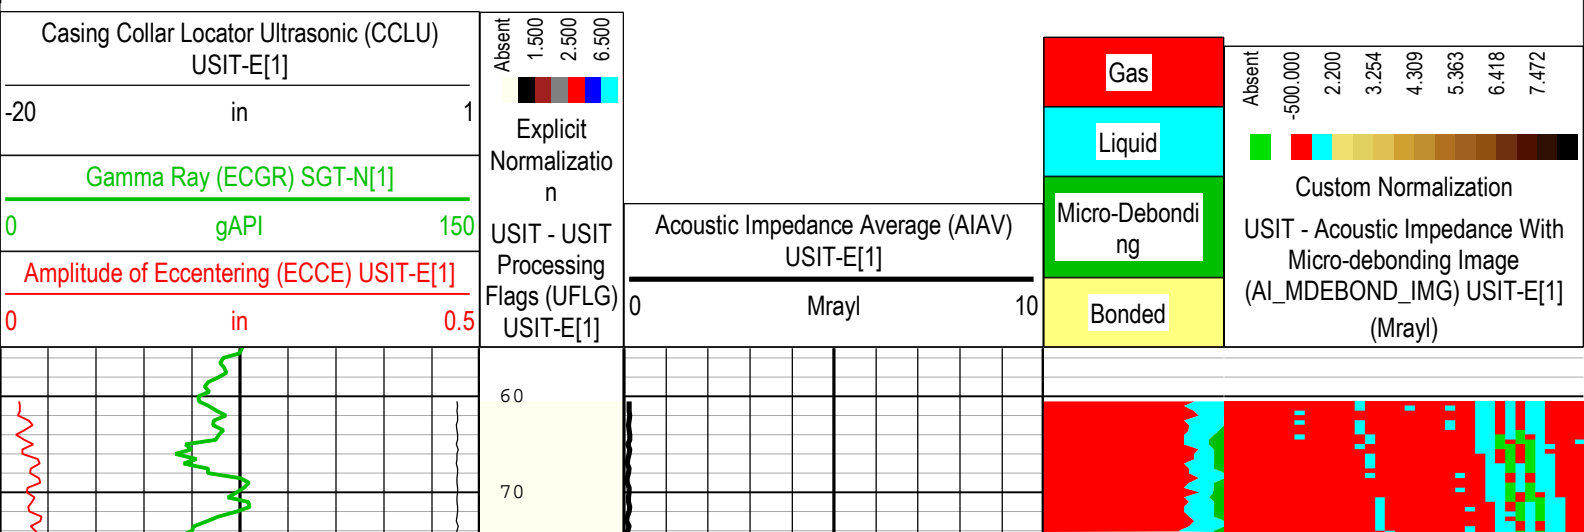 Casing Collar Locator Ultrasonic (CCLU)
USIT-E[1]
-20 in 1
Gamma Ray (ECGR) SGT-N[1]
0 gAPI 150
Amplitude of Eccentering (ECCE) USIT-E[1]
0 in 0.5
Absent
1.500
2.500
6.500
Explicit
Normalizatio
n
USIT - USIT
Processing
Flags (UFLG)
USIT-E[1]
Acoustic Impedance Average (AIAV)
USIT-E[1]
0 Mrayl 10
Gas
Liquid
Micro-Debondi
ng
Bonded
Absent
-500.000
2.200
3.254
4.309
5.363
6.418
7.472
Custom Normalization
USIT - Acoustic Impedance With
Micro-debonding Image
(AI_MDEBOND_IMG) USIT-E[1]
(Mrayl)
60
70